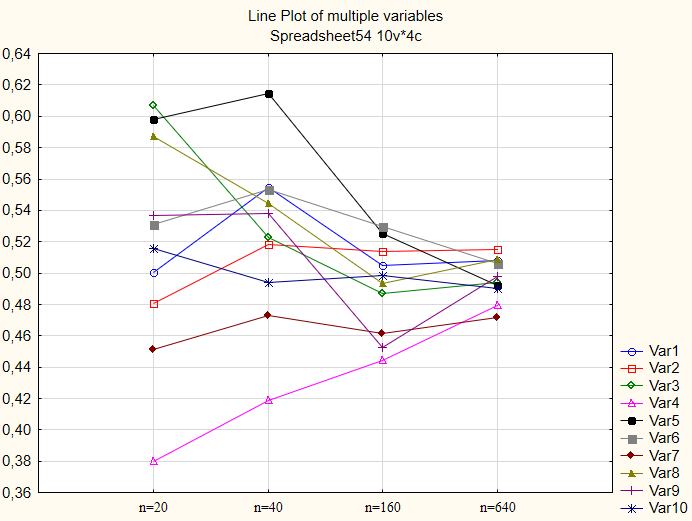 Line Plot of multiple variables
Spreadsheet54 10v*4c
0,64
0,62
0,60
0,58
0,56
0,54
0,52
0,50
0,48
0,46
0,44
0,42
0,40
0,38
0,36
n=20 n=40 n=160 n=640
Var1
Var2
Var3
Var4
Var5
Var6
Var7
Var8
Var9
Var10